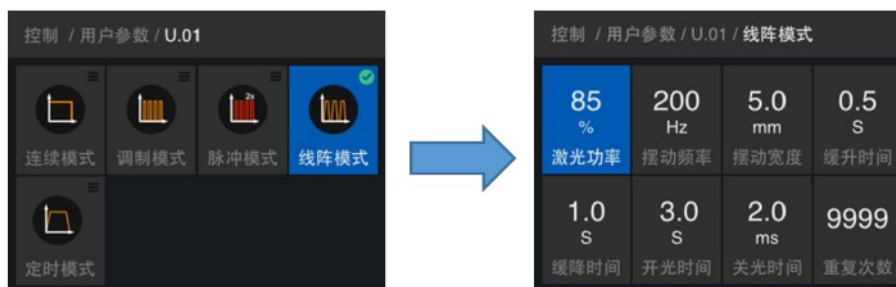 控制 / 用户参数 / U.01
2x
连续模式 调制模式 脉冲模式 线阵模式
定时模式
控制 / 用户参数 / U.01 / 线阵模式
85 200 5.0 0.5
% Hz mm S
激光功率 摆动频率 摆动宽度 缓升时间
1.0 3.0 2.0 9999
S S ms
缓降时间 开光时间 关光时间 重复次数